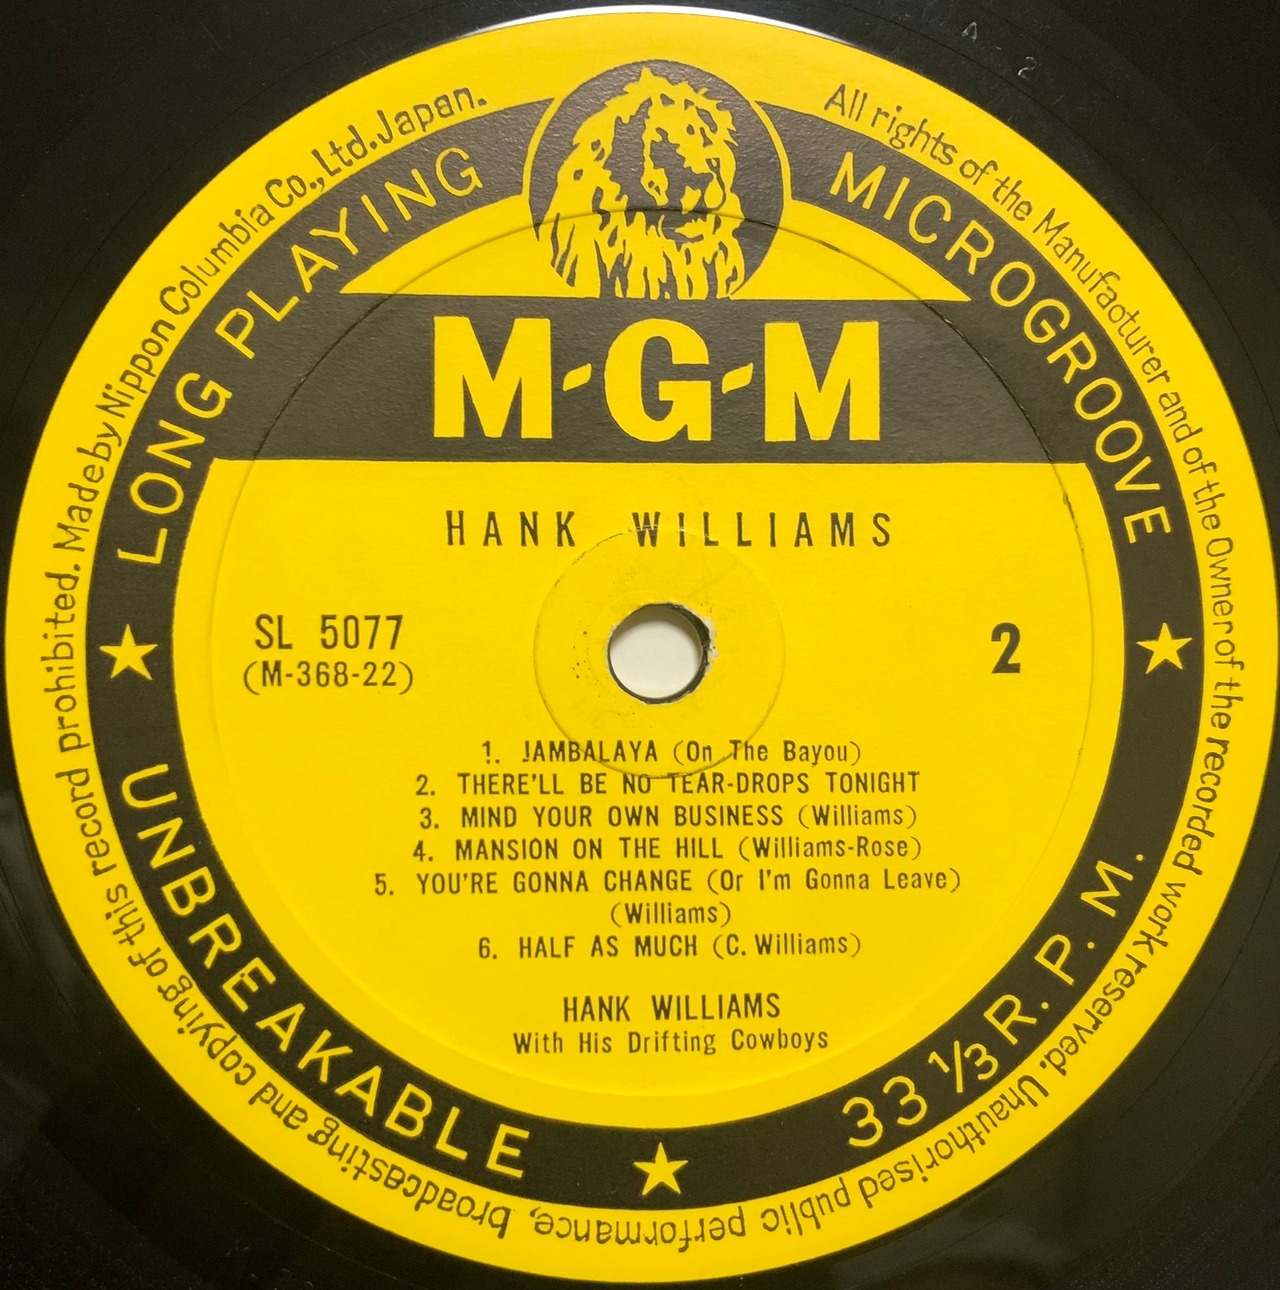 All rights of the Manufacturer and of the Owner of the recorded work reserved. Unauthorised public performance, broadcasting and copying of this record prohibited. Made by Nippon Columbia Co., Ltd. Japan.
LONG PLAYING
MICROGROOVE
M-G-M
HANK WILLIAMS
SL 5077
(M-368-22)
2
1. JAMBALAYA (On The Bayou)
2. THERE'LL BE NO TEAR-DROPS TONIGHT
3. MIND YOUR OWN BUSINESS (Williams)
4. MANSION ON THE HILL (Williams-Rose)
5. YOU'RE GONNA CHANGE (Or I'm Gonna Leave)
(Williams)
6. HALF AS MUCH (C. Williams)
HANK WILLIAMS
With His Drifting Cowboys
UNBREAKABLE
33 1/3 R. P. M.
A-2